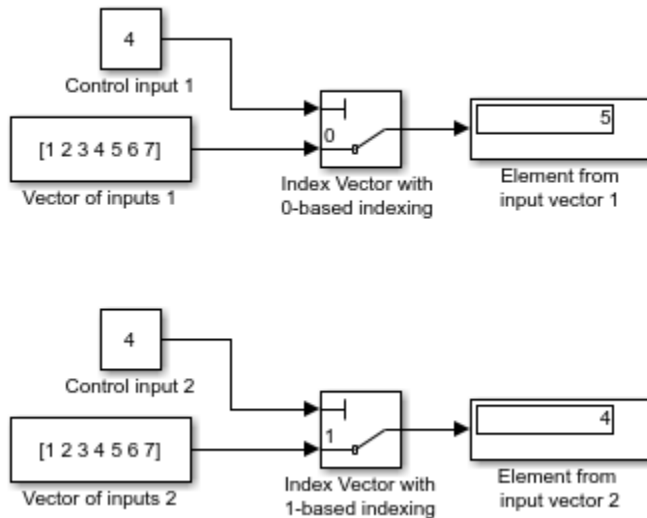 4
Control input 1
[1 2 3 4 5 6 7]
Vector of inputs 1
0
Index Vector with
0-based indexing
5
Element from
input vector 1
4
Control input 2
[1 2 3 4 5 6 7]
Vector of inputs 2
1
Index Vector with
1-based indexing
4
Element from
input vector 2